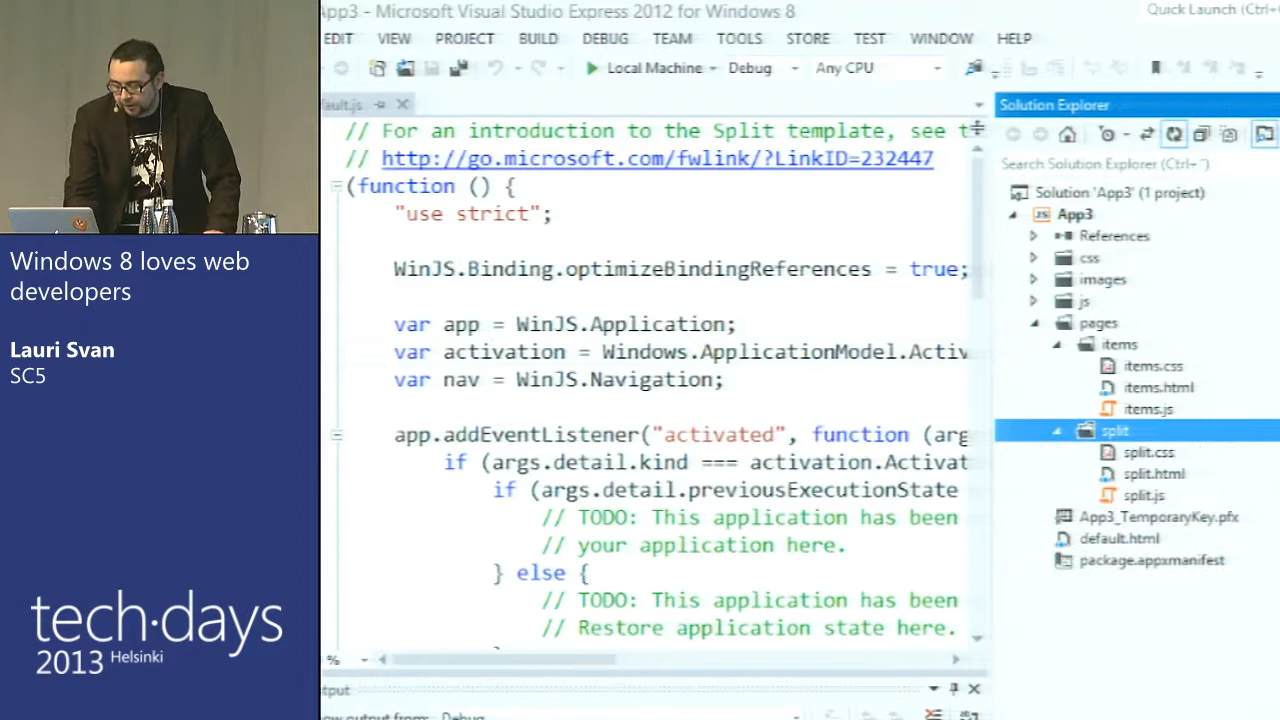 App3 - Microsoft Visual Studio Express 2012 for Windows 8
Quick Launch (Ctrl+
EDIT VIEW PROJECT BUILD DEBUG TEAM TOOLS STORE TEST WINDOW HELP
Local Machine Debug Any CPU
fault.js
Solution Explorer
Search Solution Explorer (Ctrl+¨)
// For an introduction to the Split template, see t
// http://go.microsoft.com/fwlink/?LinkID=232447
(function () {
"use strict";
WinJS.Binding.optimizeBindingReferences = true;
var app = WinJS.Application;
var activation = Windows.ApplicationModel.Activ
var nav = WinJS.Navigation;
app.addEventListener("activated", function (arg
if (args.detail.kind === activation.Activat
if (args.detail.previousExecutionState
// TODO: This application has been
// your application here.
} else {
// TODO: This application has been
// Restore application state here.
%
tput
ow output from: Debug
Solution 'App3' (1 project)
App3
References
css
images
js
pages
items
items.css
items.html
items.js
split
split.css
split.html
split.js
App3_TemporaryKey.pfx
default.html
package.appxmanifest
Windows 8 loves web
developers
Lauri Svan
SC5
tech·days
2013 Helsinki